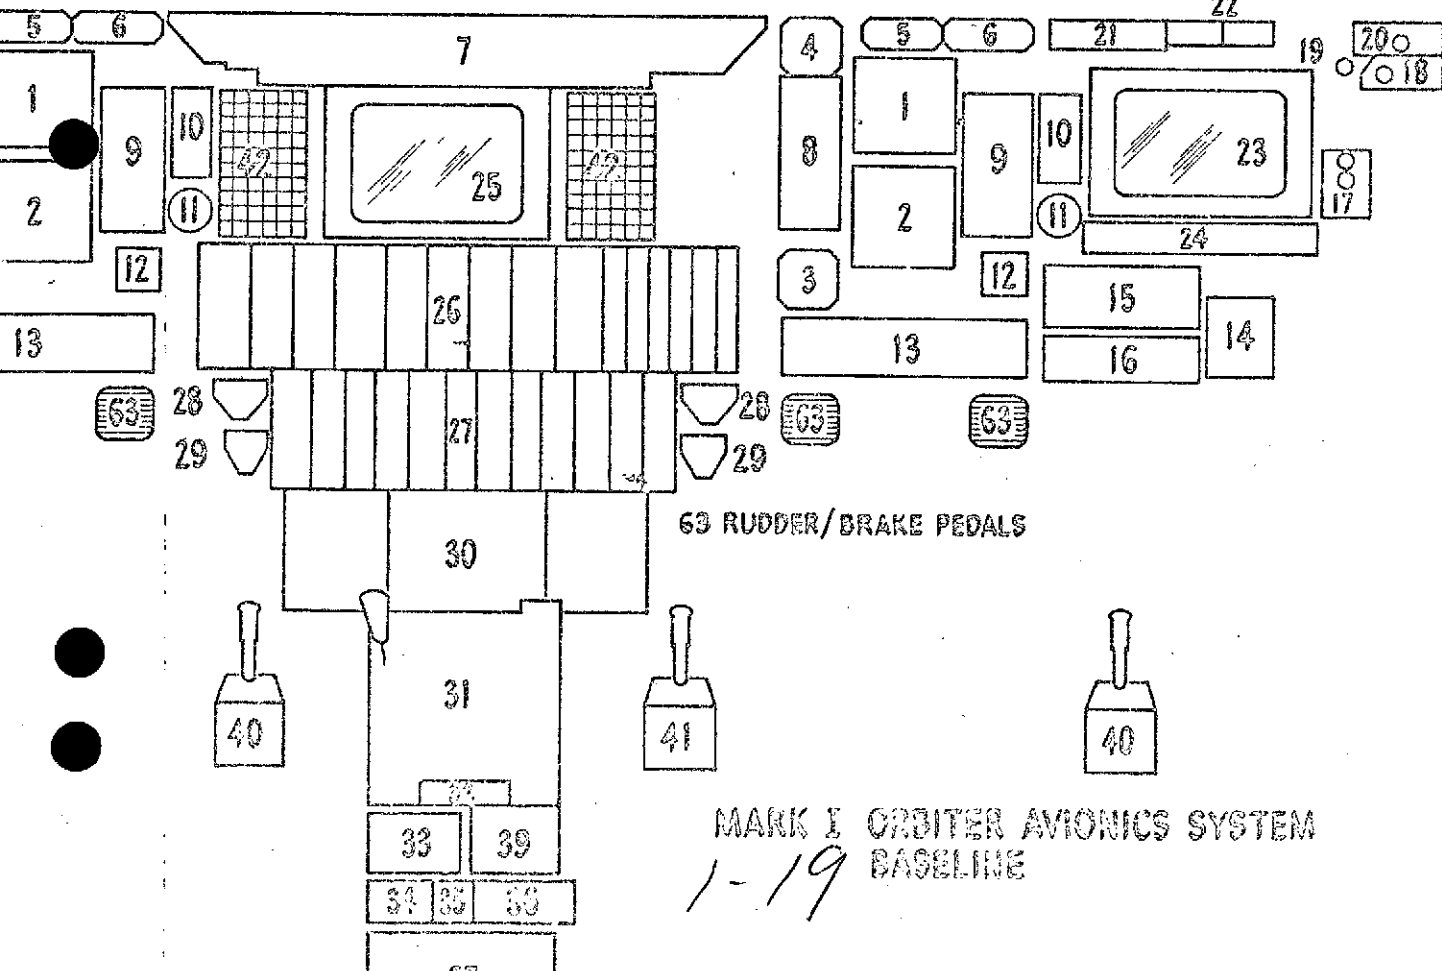 5 6 7 4 5 6 21 22 19 20 18
1 9 10 42 25 42 8 1 9 10 23 17
2 11 2 11 24
12 3 12 15
26 14
13 13 16
63 28 28 63 63
29 27 29
63 RUDDER/BRAKE PEDALS
30
31
40 41 40
MARK I ORBITER AVIONICS SYSTEM
BASELINE
1-19
33 39
34 35